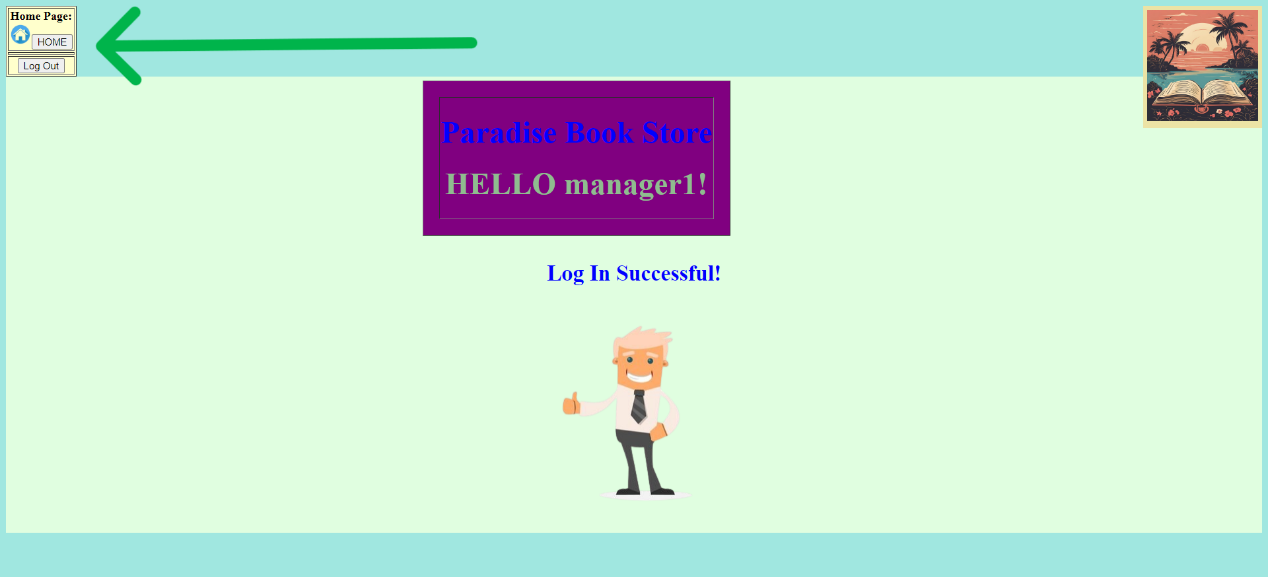 Home Page:
HOME
Log Out
Paradise Book Store
HELLO manager1!
Log In Successful!